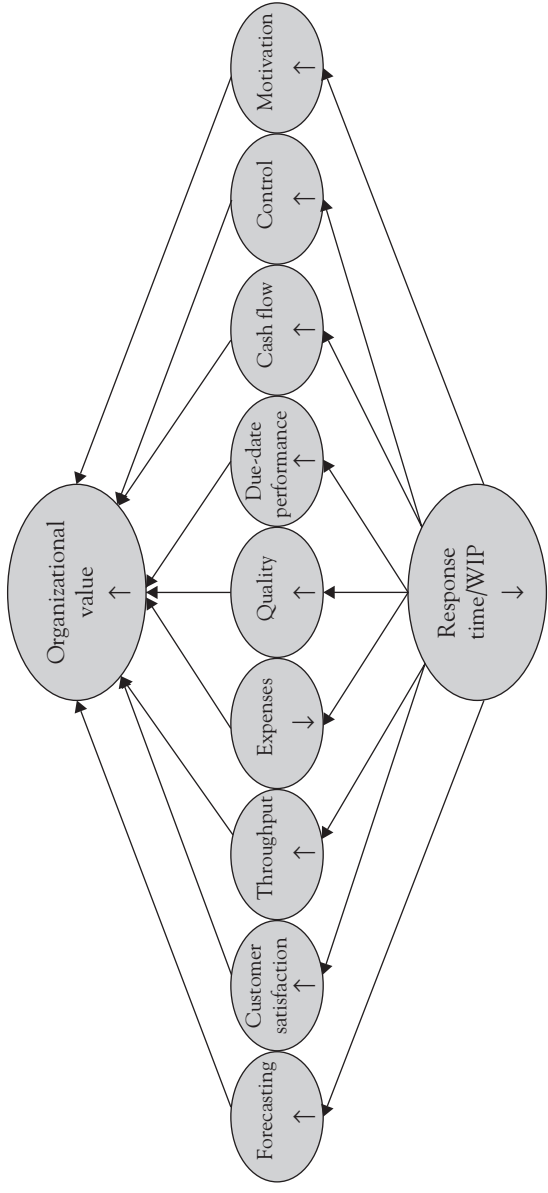 Organizational
value
↑
Forecasting
↑
Customer
satisfaction
↑
Throughput
↑
Expenses
↓
Quality
↑
Due-date
performance
↑
Cash flow
↑
Control
↑
Motivation
↑
Response
time/WIP
↓